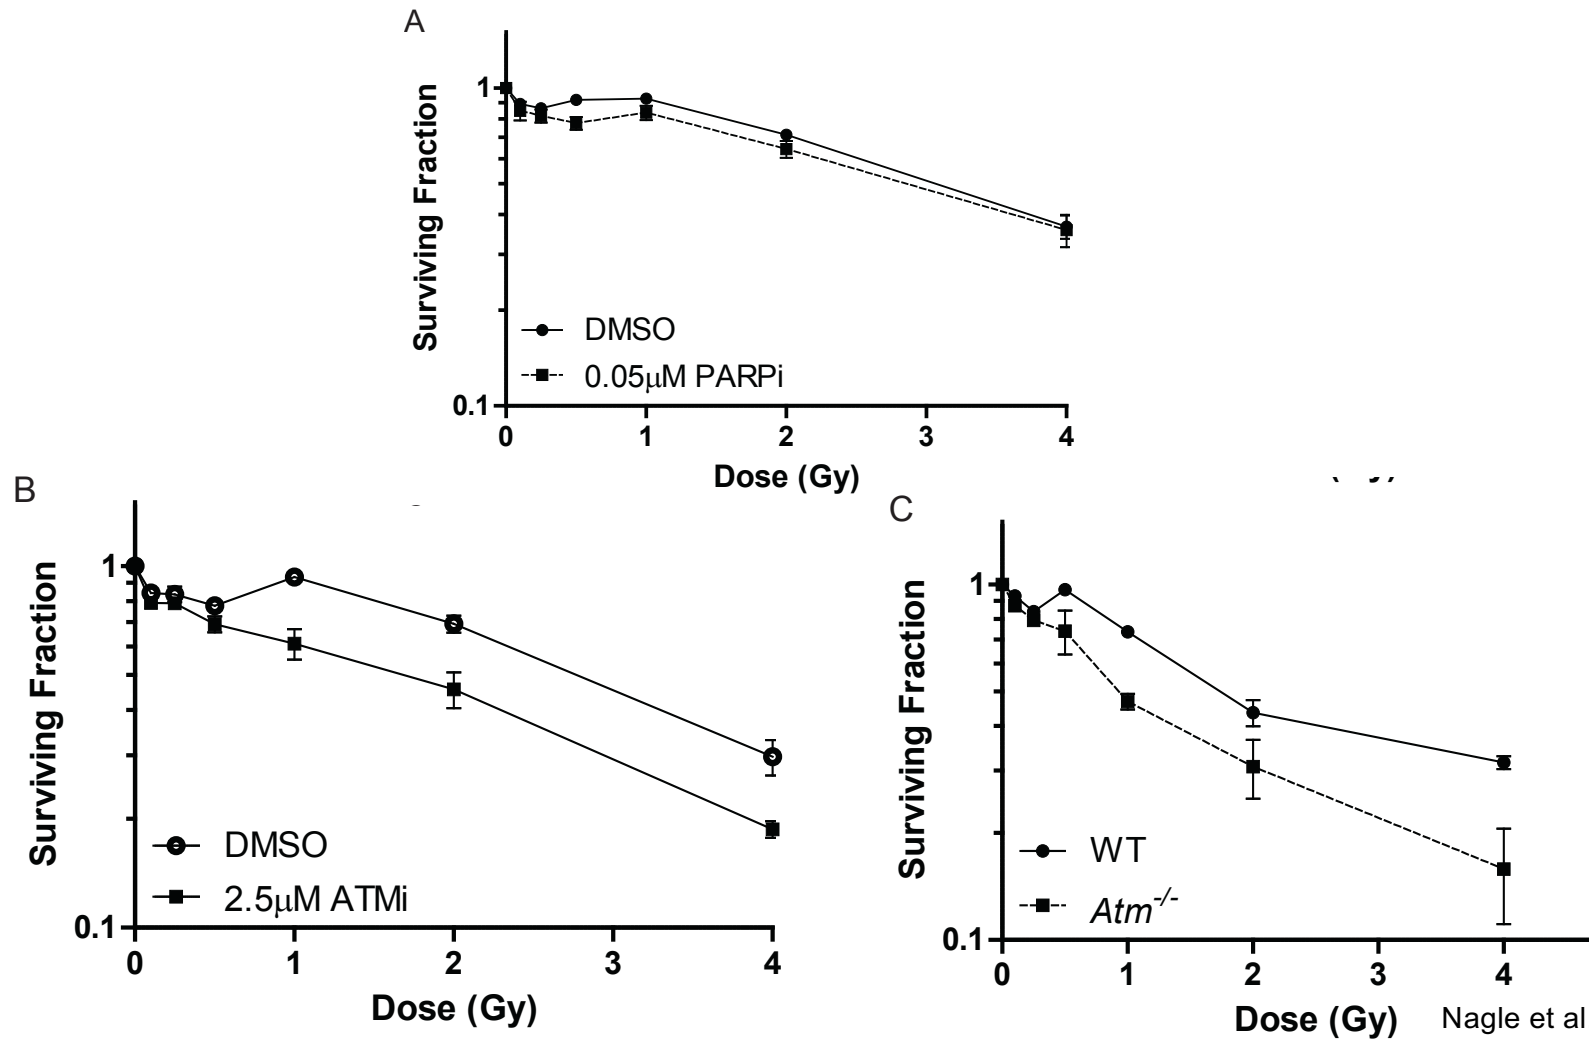 A
Surviving Fraction
1
0.1
DMSO
0.05μM PARPi
0 1 2 3 4
Dose (Gy)
B
Surviving Fraction
1
0.1
DMSO
2.5μM ATMi
0 1 2 3 4
Dose (Gy)
C
Surviving Fraction
1
0.1
WT
Atm-/-
0 1 2 3 4
Dose (Gy)
Nagle et al